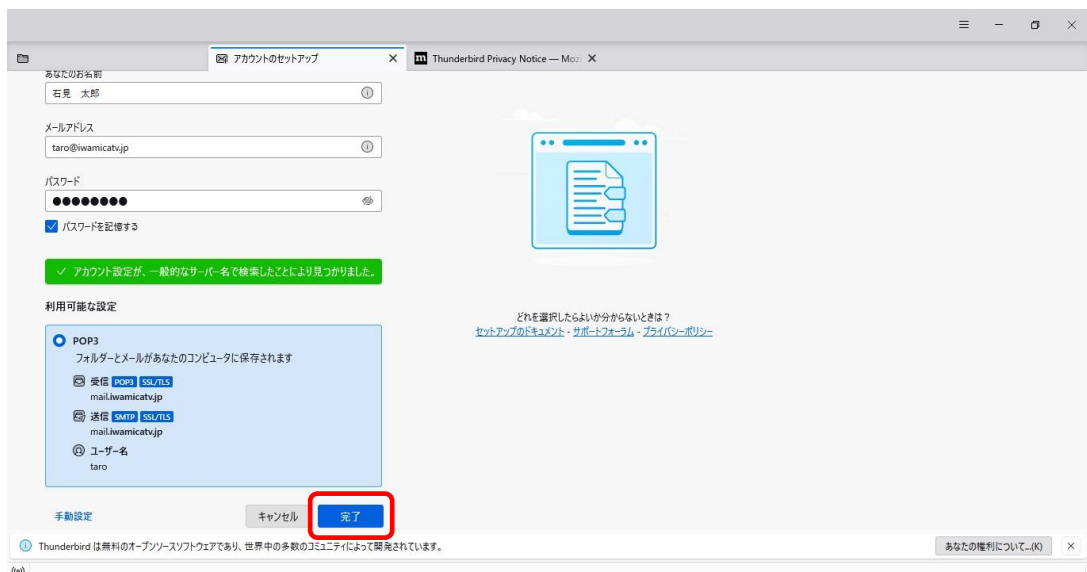 アカウントのセットアップ
Thunderbird Privacy Notice — Mozi
あなたのお名前
石見 太郎
メールアドレス
taro@iwamicatv.jp
パスワード
●●●●●●●●
パスワードを記憶する
アカウント設定が、一般的なサーバー名で検索したことにより見つかりました。
利用可能な設定
POP3
フォルダーとメールがあなたのコンピュータに保存されます
受信 POP3 SSL/TLS
mail.iwamicatv.jp
送信 SMTP SSL/TLS
mail.iwamicatv.jp
ユーザー名
taro
手動設定 キャンセル 完了
どれを選択したらよいか分からないときは?
セットアップのドキュメント - サポートフォーラム - プライバシーポリシー
Thunderbird は無料のオープンソースソフトウェアであり、世界中の多数のコミュニティによって開発されています。
あなたの権利について...(K)